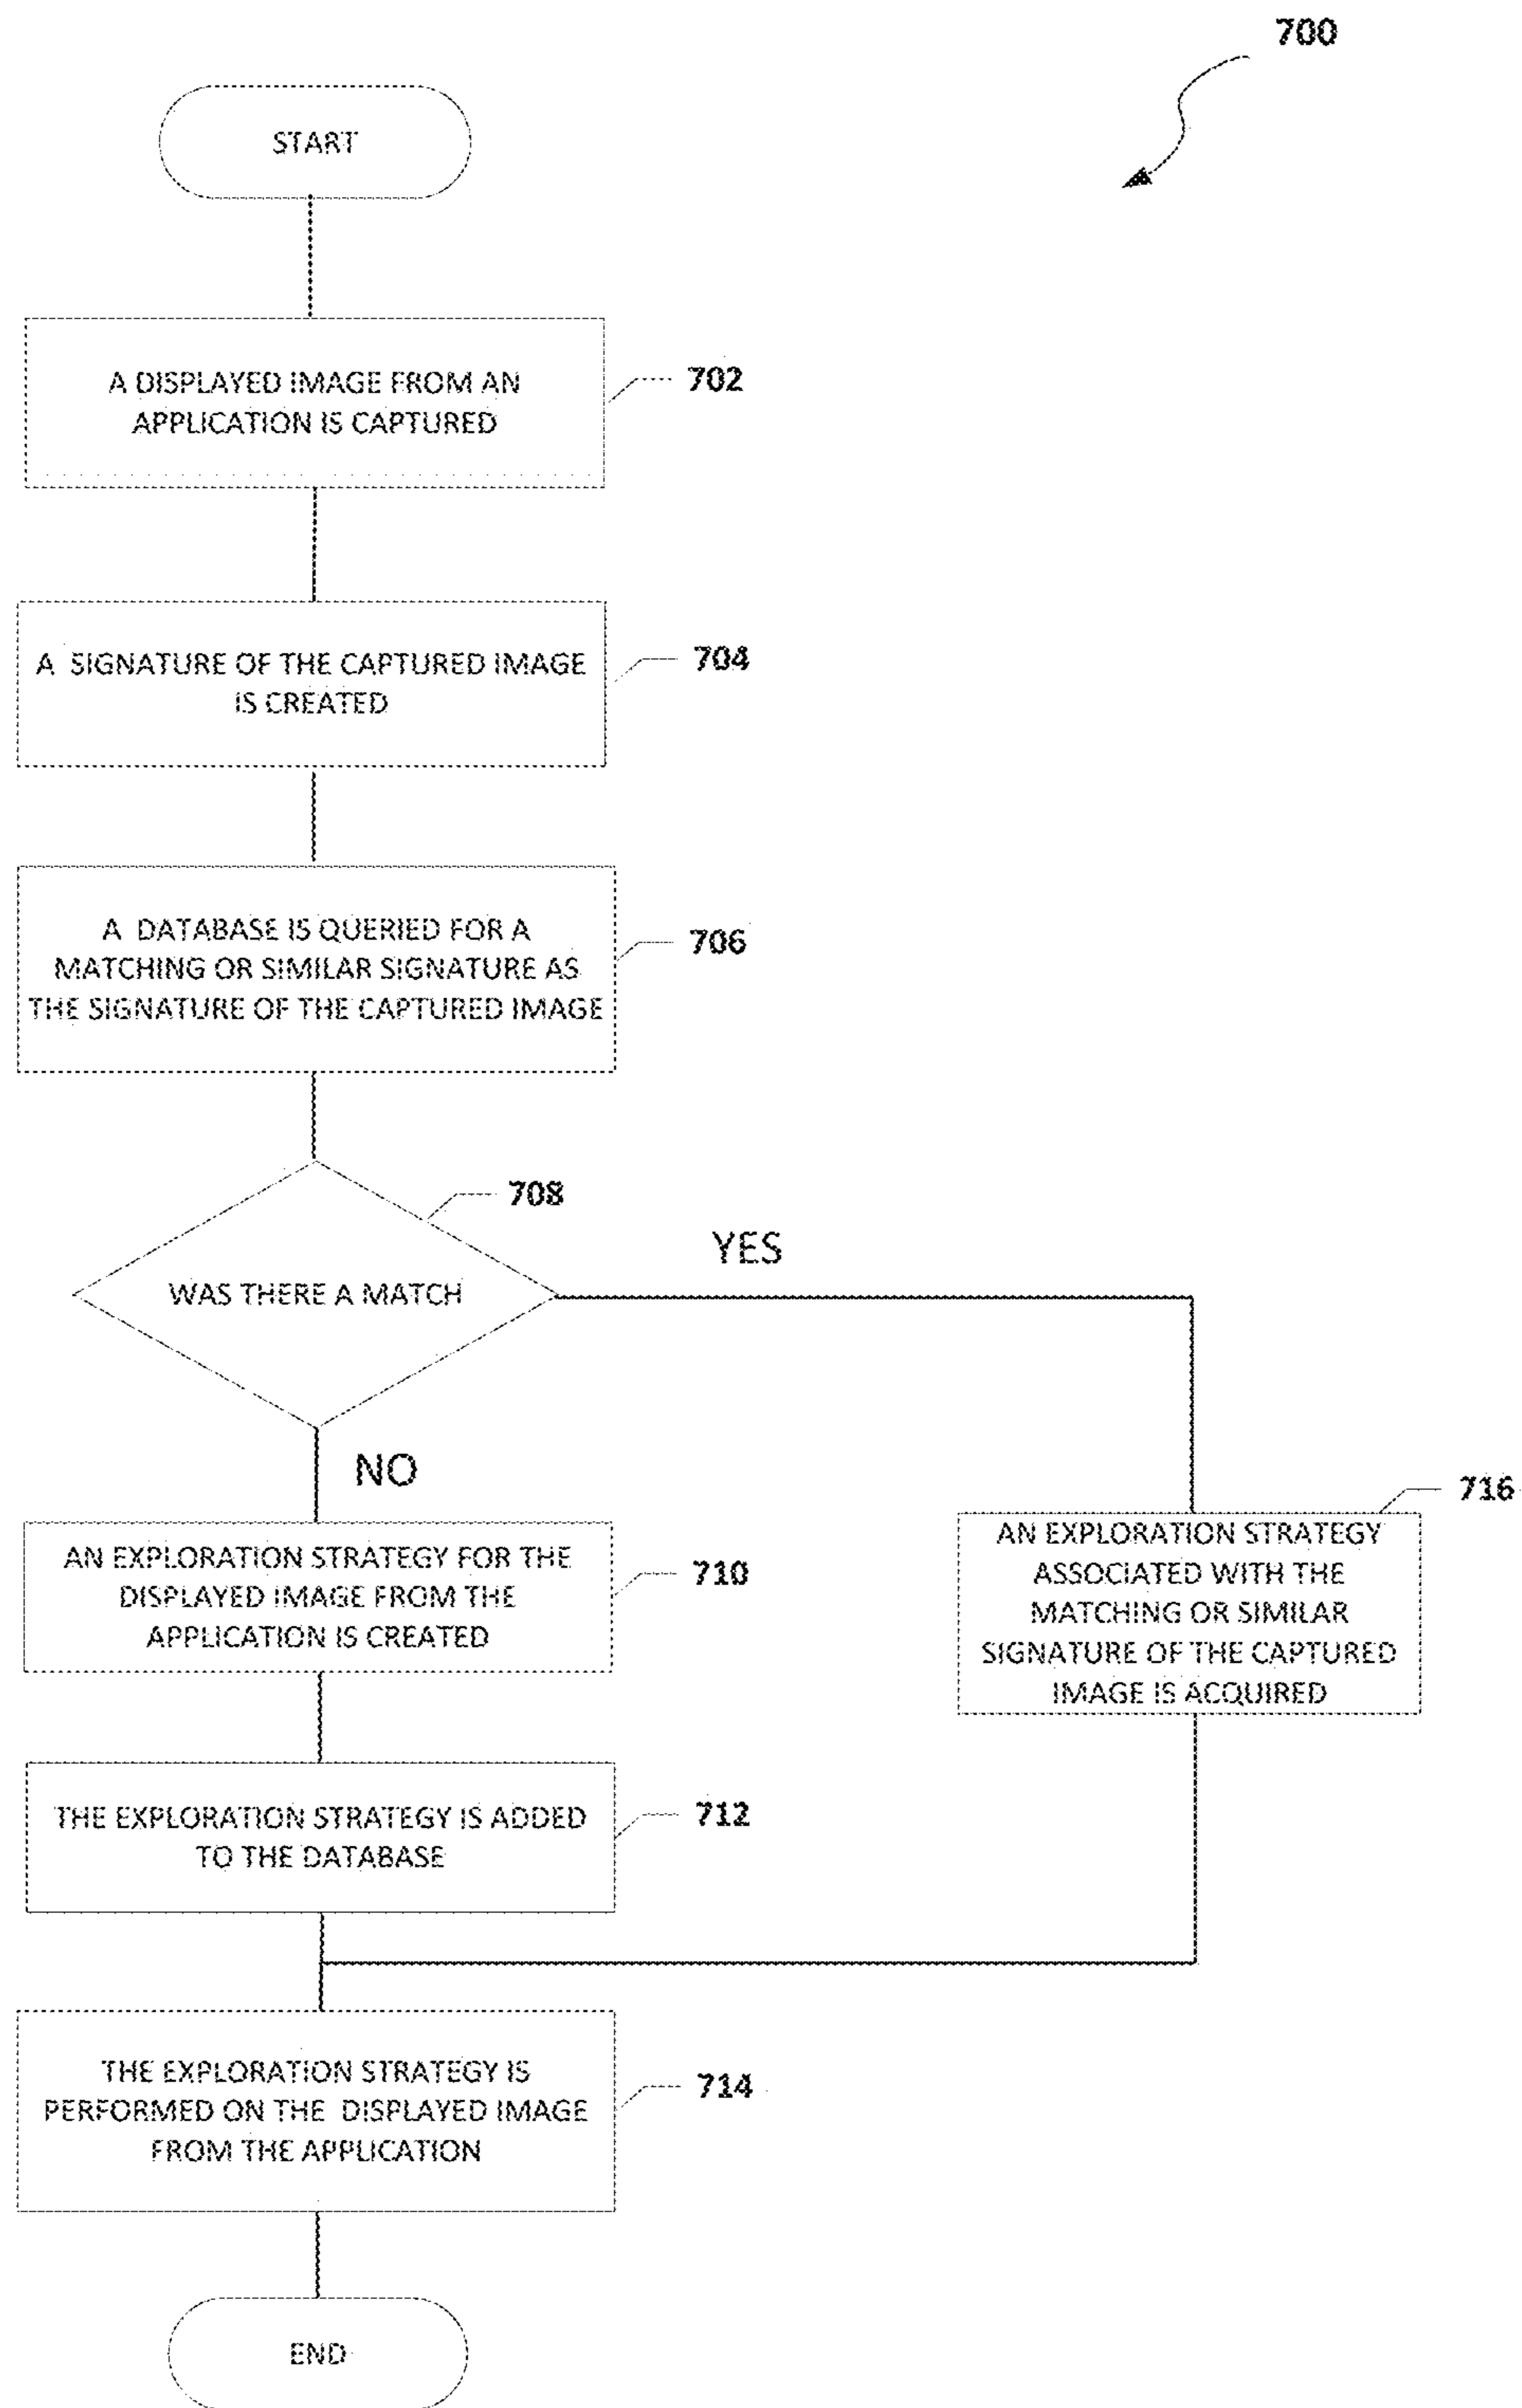 700
START
A DISPLAYED IMAGE FROM AN
APPLICATION IS CAPTURED
702
A SIGNATURE OF THE CAPTURED IMAGE
IS CREATED
704
A DATABASE IS QUERIED FOR A
MATCHING OR SIMILAR SIGNATURE AS
THE SIGNATURE OF THE CAPTURED IMAGE
706
708
WAS THERE A MATCH
YES
NO
AN EXPLORATION STRATEGY FOR THE
DISPLAYED IMAGE FROM THE
APPLICATION IS CREATED
710
716
AN EXPLORATION STRATEGY
ASSOCIATED WITH THE
MATCHING OR SIMILAR
SIGNATURE OF THE CAPTURED
IMAGE IS ACQUIRED
THE EXPLORATION STRATEGY IS ADDED
TO THE DATABASE
712
THE EXPLORATION STRATEGY IS
PERFORMED ON THE DISPLAYED IMAGE
FROM THE APPLICATION
714
END